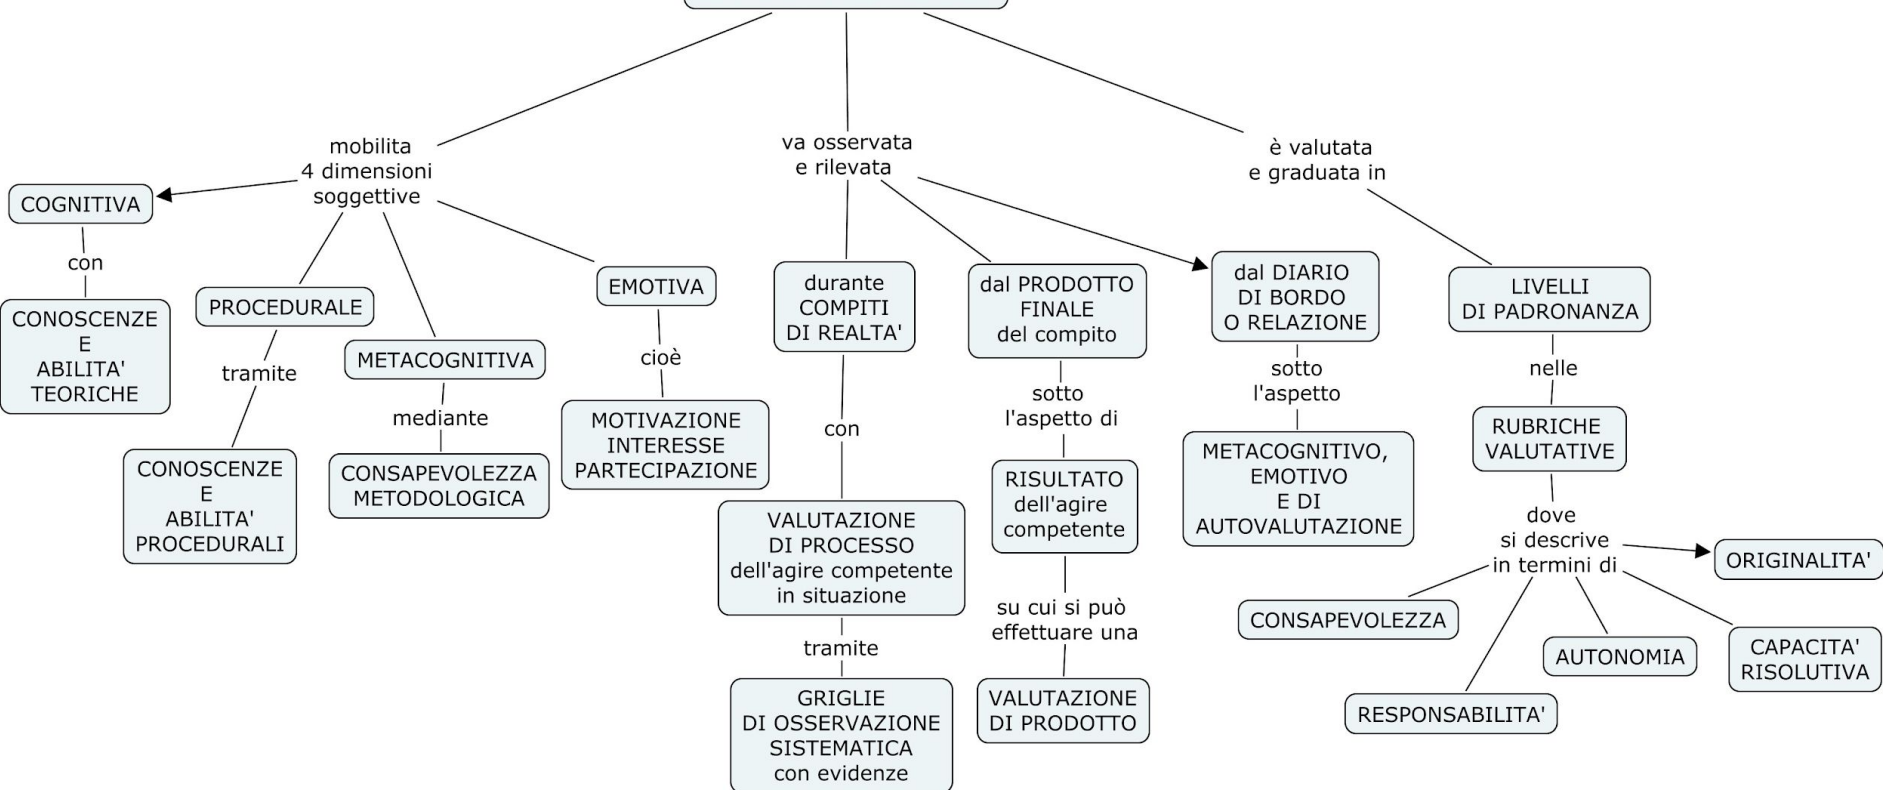 mobilita
4 dimensioni
soggettive
COGNITIVA
con
CONOSCENZE
E
ABILITA'
TEORICHE
PROCEDURALE
tramite
CONOSCENZE
E
ABILITA'
PROCEDURALI
METACOGNITIVA
mediante
CONSAPEVOLEZZA
METODOLOGICA
EMOTIVA
cioè
MOTIVAZIONE
INTERESSE
PARTECIPAZIONE
va osservata
e rilevata
durante
COMPITI
DI REALTA'
con
VALUTAZIONE
DI PROCESSO
dell'agire competente
in situazione
tramite
GRIGLIE
DI OSSERVAZIONE
SISTEMATICA
con evidenze
dal PRODOTTO
FINALE
del compito
sotto
l'aspetto di
RISULTATO
dell'agire
competente
su cui si può
effettuare una
VALUTAZIONE
DI PRODOTTO
dal DIARIO
DI BORDO
O RELAZIONE
sotto
l'aspetto
METACOGNITIVO,
EMOTIVO
E DI
AUTOVALUTAZIONE
è valutata
e graduata in
LIVELLI
DI PADRONANZA
nelle
RUBRICHE
VALUTATIVE
dove
si descrive
in termini di
CONSAPEVOLEZZA
RESPONSABILITA'
AUTONOMIA
CAPACITA'
RISOLUTIVA
ORIGINALITA'